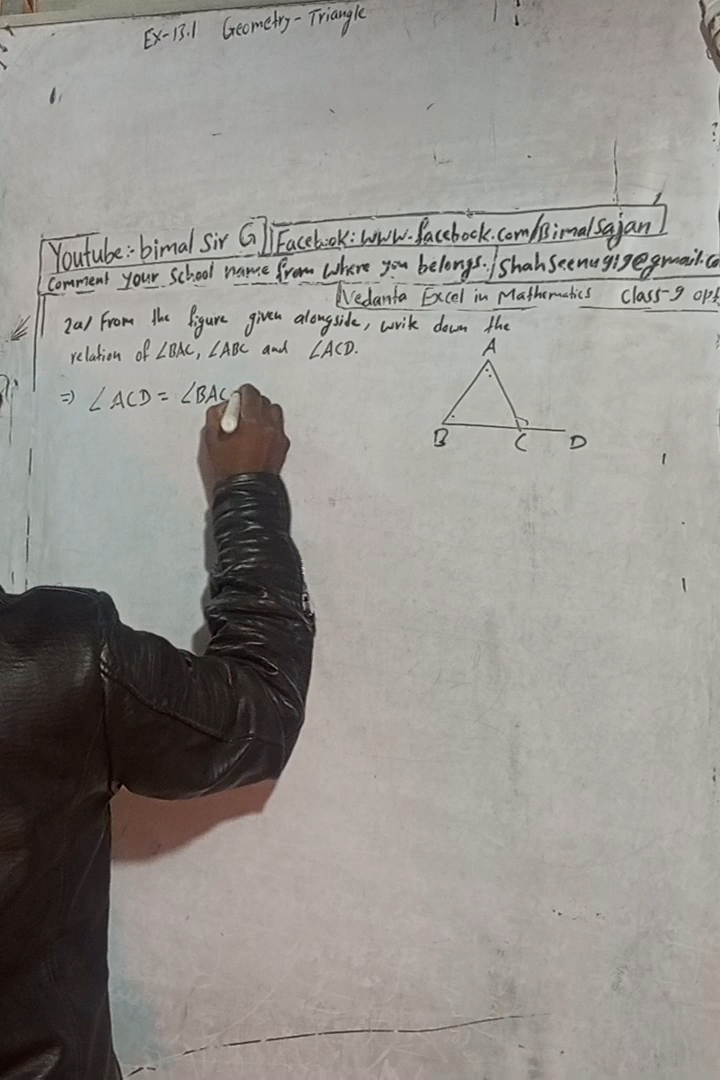 Ex-13.1 Geometry-Triangle
Youtube:- bimal Sir G Facebook: www.facebook.com/Bimalsajan
Comment your school name from where you belongs. / Shahseenu919@gmail.co
Vedanta Excel in Mathematics Class-9 opt
2a) From the figure given alongside, write down the
relation of ∠BAC, ∠ABC and ∠ACD.
⇒ ∠ACD = ∠BAC
A
B C D